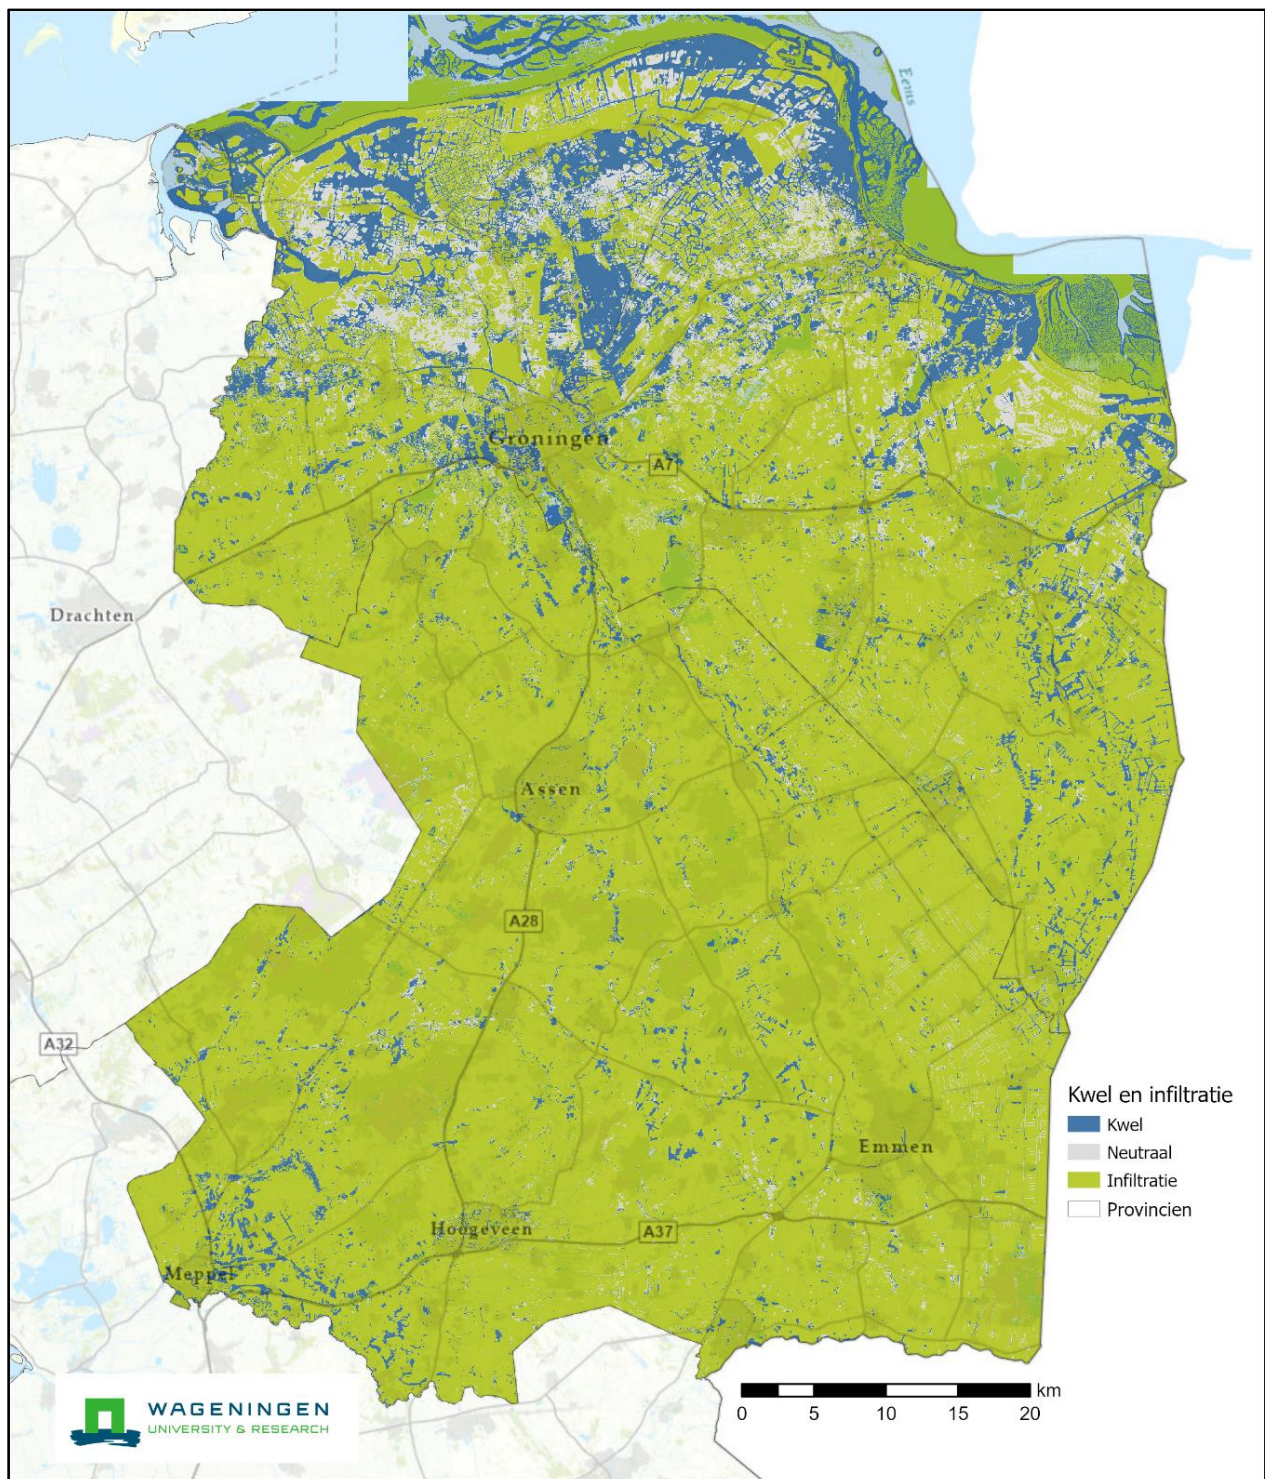 Eems
Groningen
A7
Drachten
Assen
A28
A32
Kwel en infiltratie
Kwel
Neutraal
Infiltratie
Provincien
Emmen
Hoogeveen
A37
Meppel
km
0 5 10 15 20
WAGENINGEN
UNIVERSITY & RESEARCH